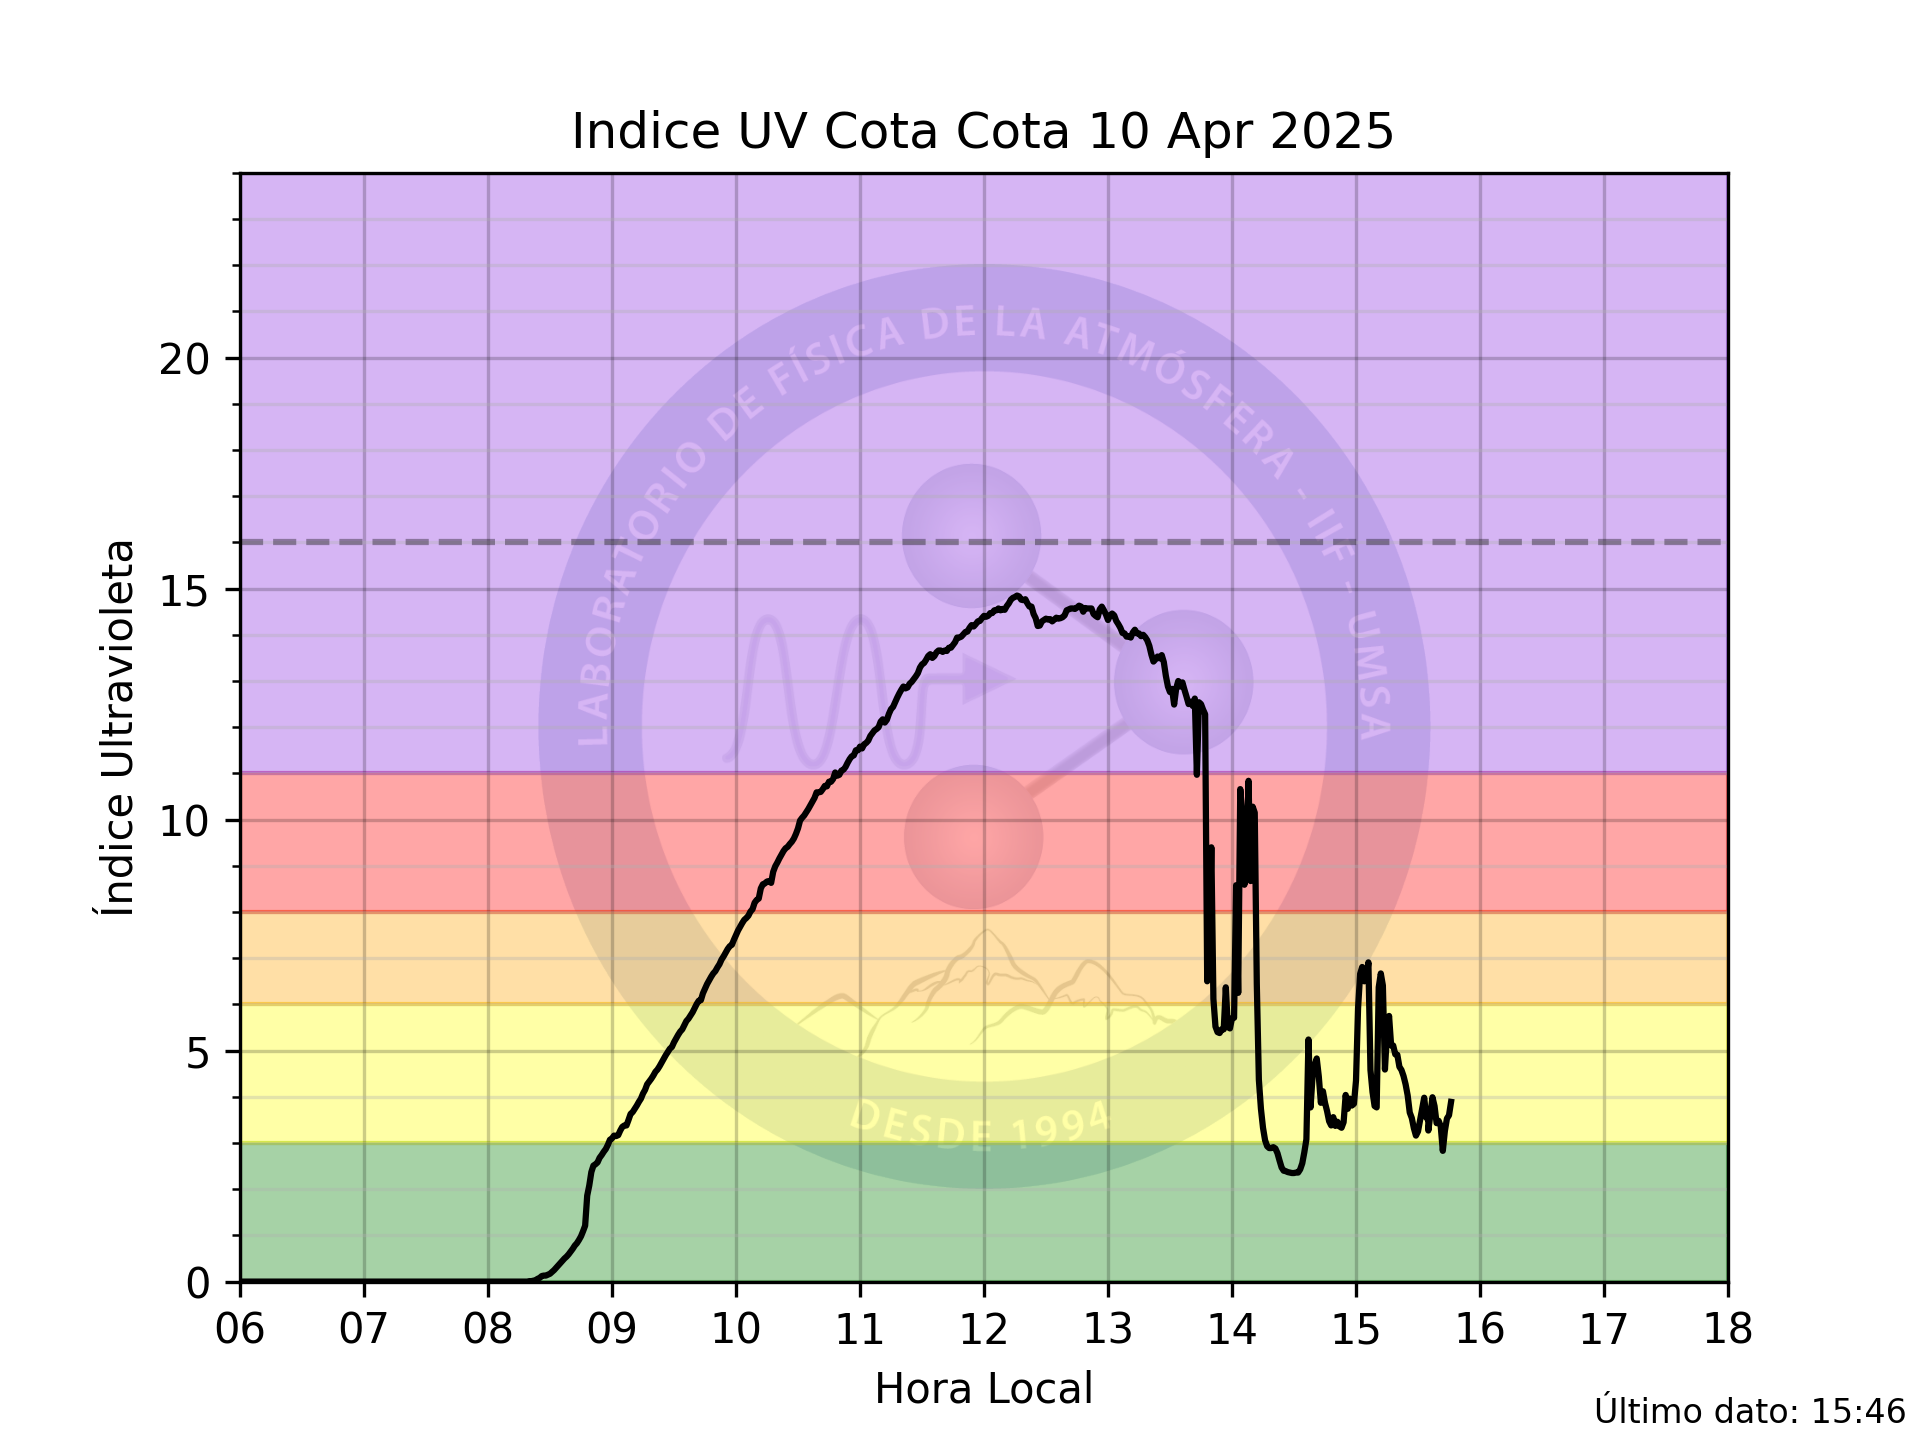 Indice UV Cota Cota 10 Apr 2025
20
15
10
5
0
Índice Ultravioleta
LABORATORIO DE FÍSICA DE LA ATMÓSFERA - IIF - UMSA
DESDE 1994
06 07 08 09 10 11 12 13 14 15 16 17 18
Hora Local
Último dato: 15:46